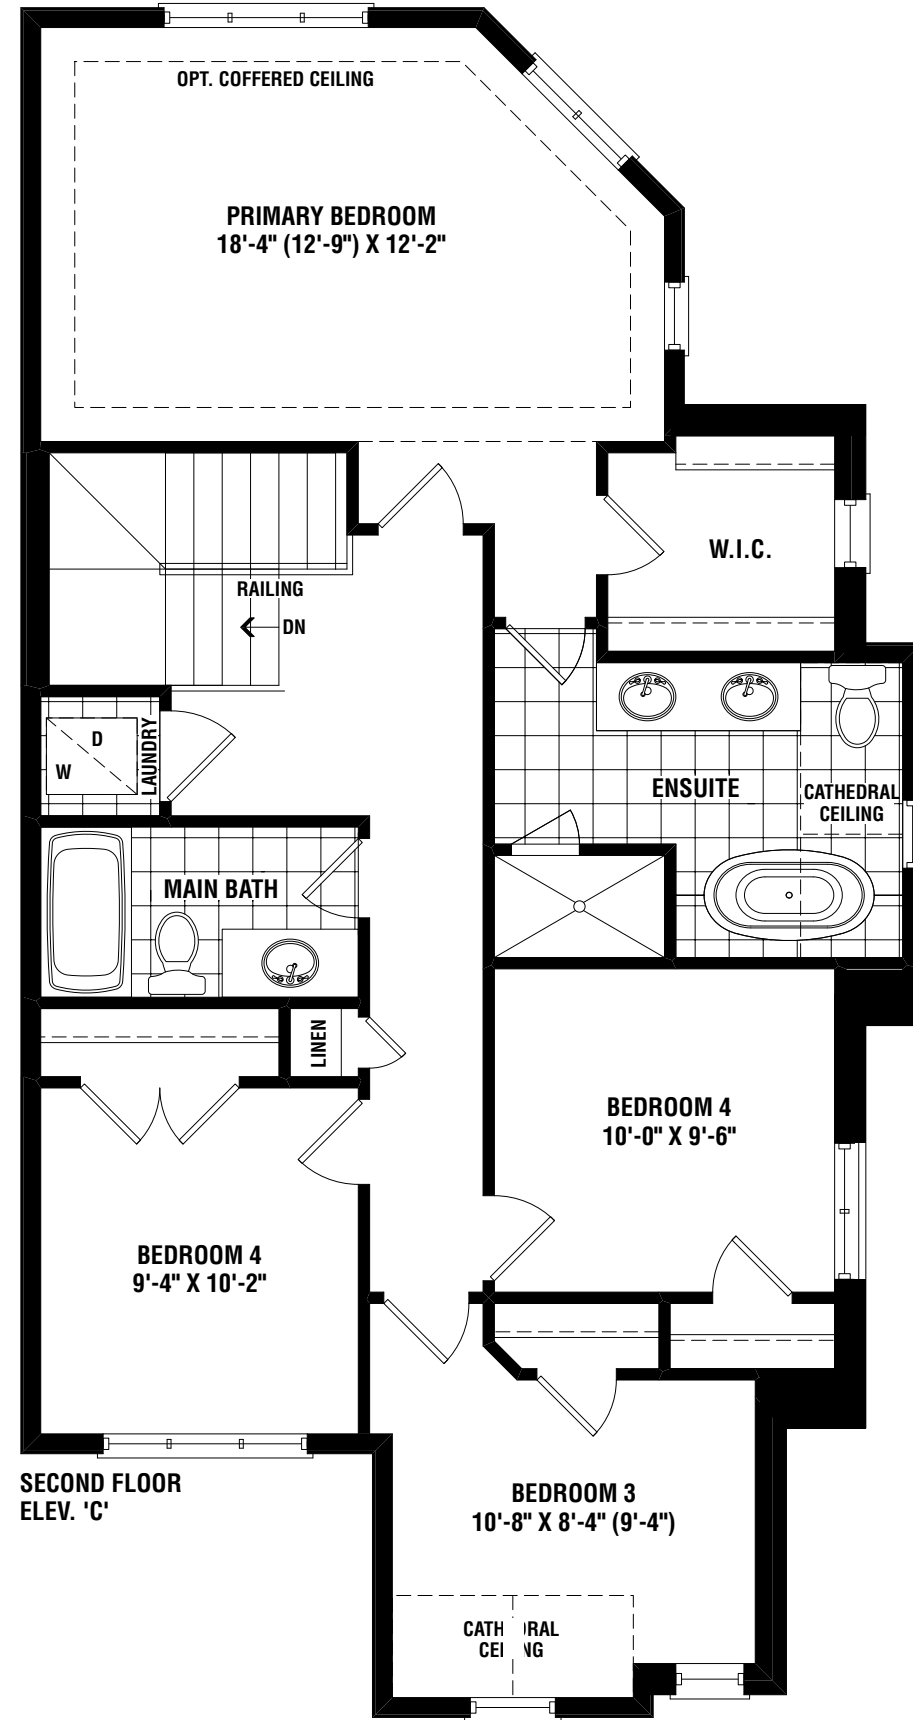 OPT. COFFERED CEILING
PRIMARY BEDROOM
18'-4" (12'-9") X 12'-2"
W.I.C.
RAILING
DN
LAUNDRY
D
W
ENSUITE
CATHEDRAL
CEILING
MAIN BATH
LINEN
BEDROOM 4
10'-0" X 9'-6"
BEDROOM 4
9'-4" X 10'-2"
SECOND FLOOR
ELEV. 'C'
BEDROOM 3
10'-8" X 8'-4" (9'-4")
CATHEDRAL
CEILING